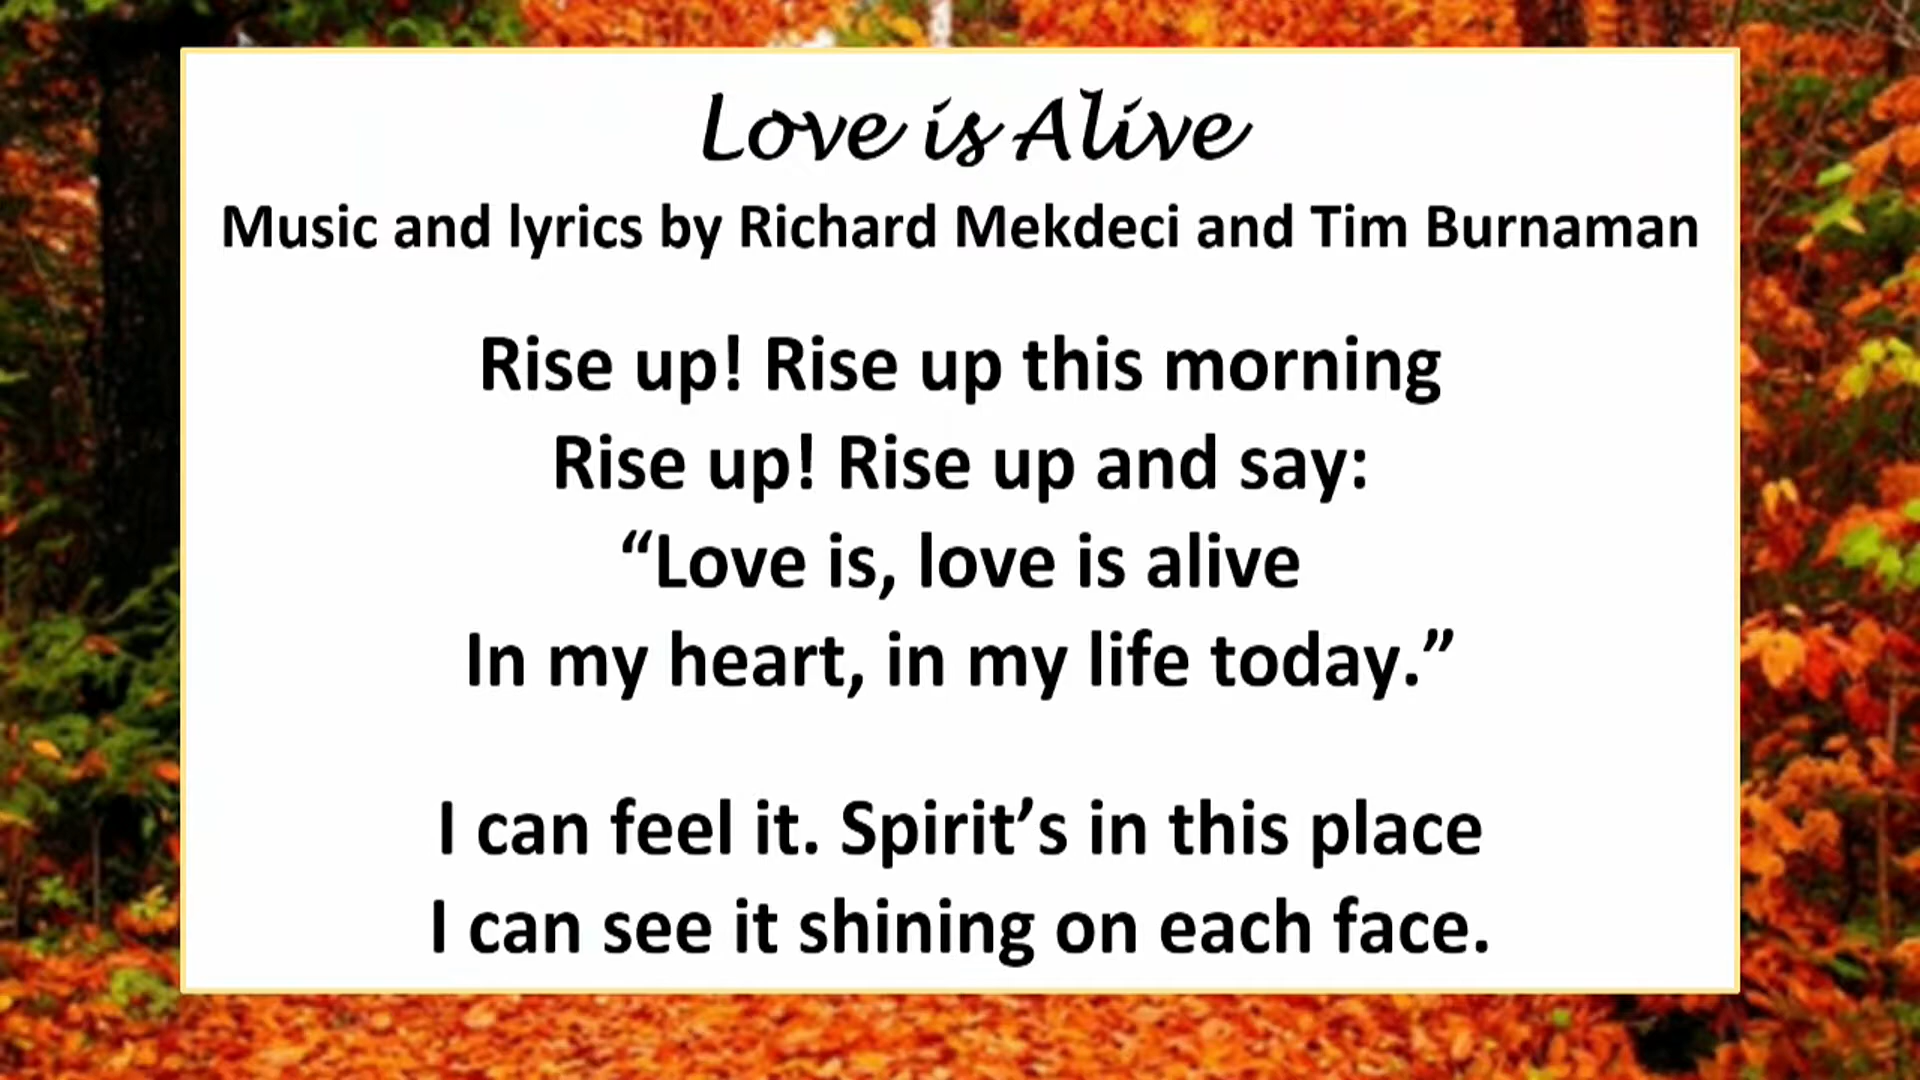 Love is Alive
Music and lyrics by Richard Mekdeci and Tim Burnaman
Rise up! Rise up this morning
Rise up! Rise up and say:
“Love is, love is alive
In my heart, in my life today.”
I can feel it. Spirit’s in this place
I can see it shining on each face.